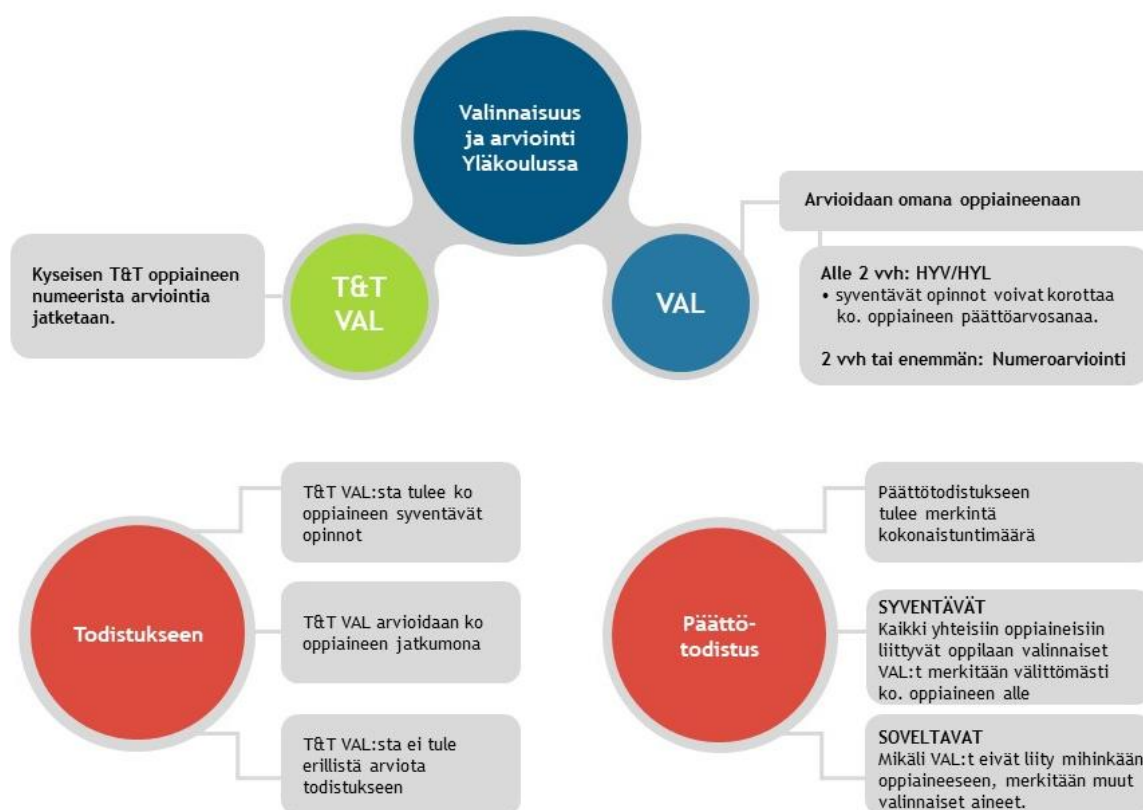 Valinnaisuus
ja arviointi
Yläkoulussa
T&T
VAL
Kyseisen T&T oppiaineen
numeerista arviointia
jatketaan.
VAL
Arvioidaan omana oppiaineenaan
Alle 2 vvh: HYV/HYL
• syventävät opinnot voivat korottaa
ko. oppiaineen päättöarvosanaa.
2 vvh tai enemmän: Numeroarviointi
Todistukseen
T&T VAL:sta tulee ko
oppiaineen syventävät
opinnot
T&T VAL arvioidaan ko
oppiaineen jatkumona
T&T VAL:sta ei tule
erillistä arviota
todistukseen
Päättö-
todistus
Päättötodistukseen
tulee merkintä
kokonaistuntimäärä
SYVENTÄVÄT
Kaikki yhteisiin oppiaineisiin
liittyvät oppilaan valinnaiset
VAL:t merkitään välittömästi
ko. oppiaineen alle
SOVELTAVAT
Mikäli VAL:t eivät liity mihinkään
oppiaineeseen, merkitään muut
valinnaiset aineet.